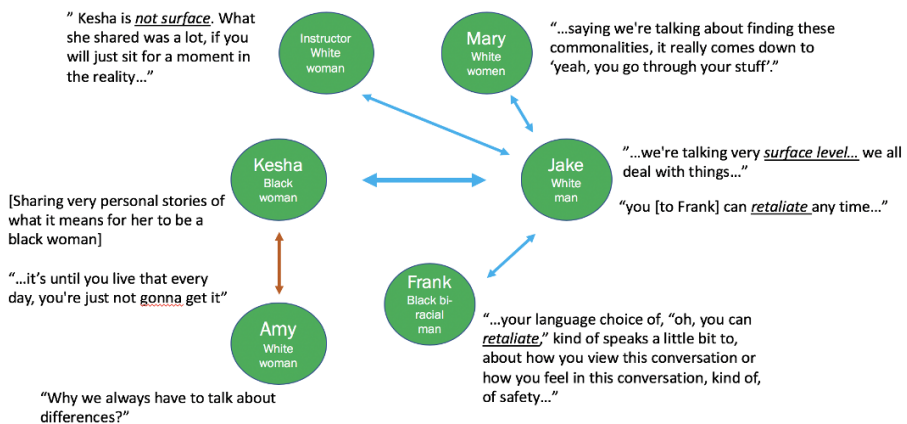 ” Kesha is not surface. What
she shared was a lot, if you
will just sit for a moment in
the reality…”
Instructor
White
woman
Mary
White
women
“…saying we're talking about finding these
commonalities, it really comes down to
‘yeah, you go through your stuff’.”
Kesha
Black
woman
Jake
White
man
”…we're talking very surface level… we all
deal with things…”
“you [to Frank] can retaliate any time…”
[Sharing very personal stories of
what it means for her to be a
black woman]
“…it’s until you live that every
day, you're just not gonna get it”
Frank
Black bi-
racial
man
“…your language choice of, “oh, you can
retaliate,” kind of speaks a little bit to,
about how you view this conversation or
how you feel in this conversation, kind of,
of safety…”
Amy
White
woman
“Why we always have to talk about
differences?”